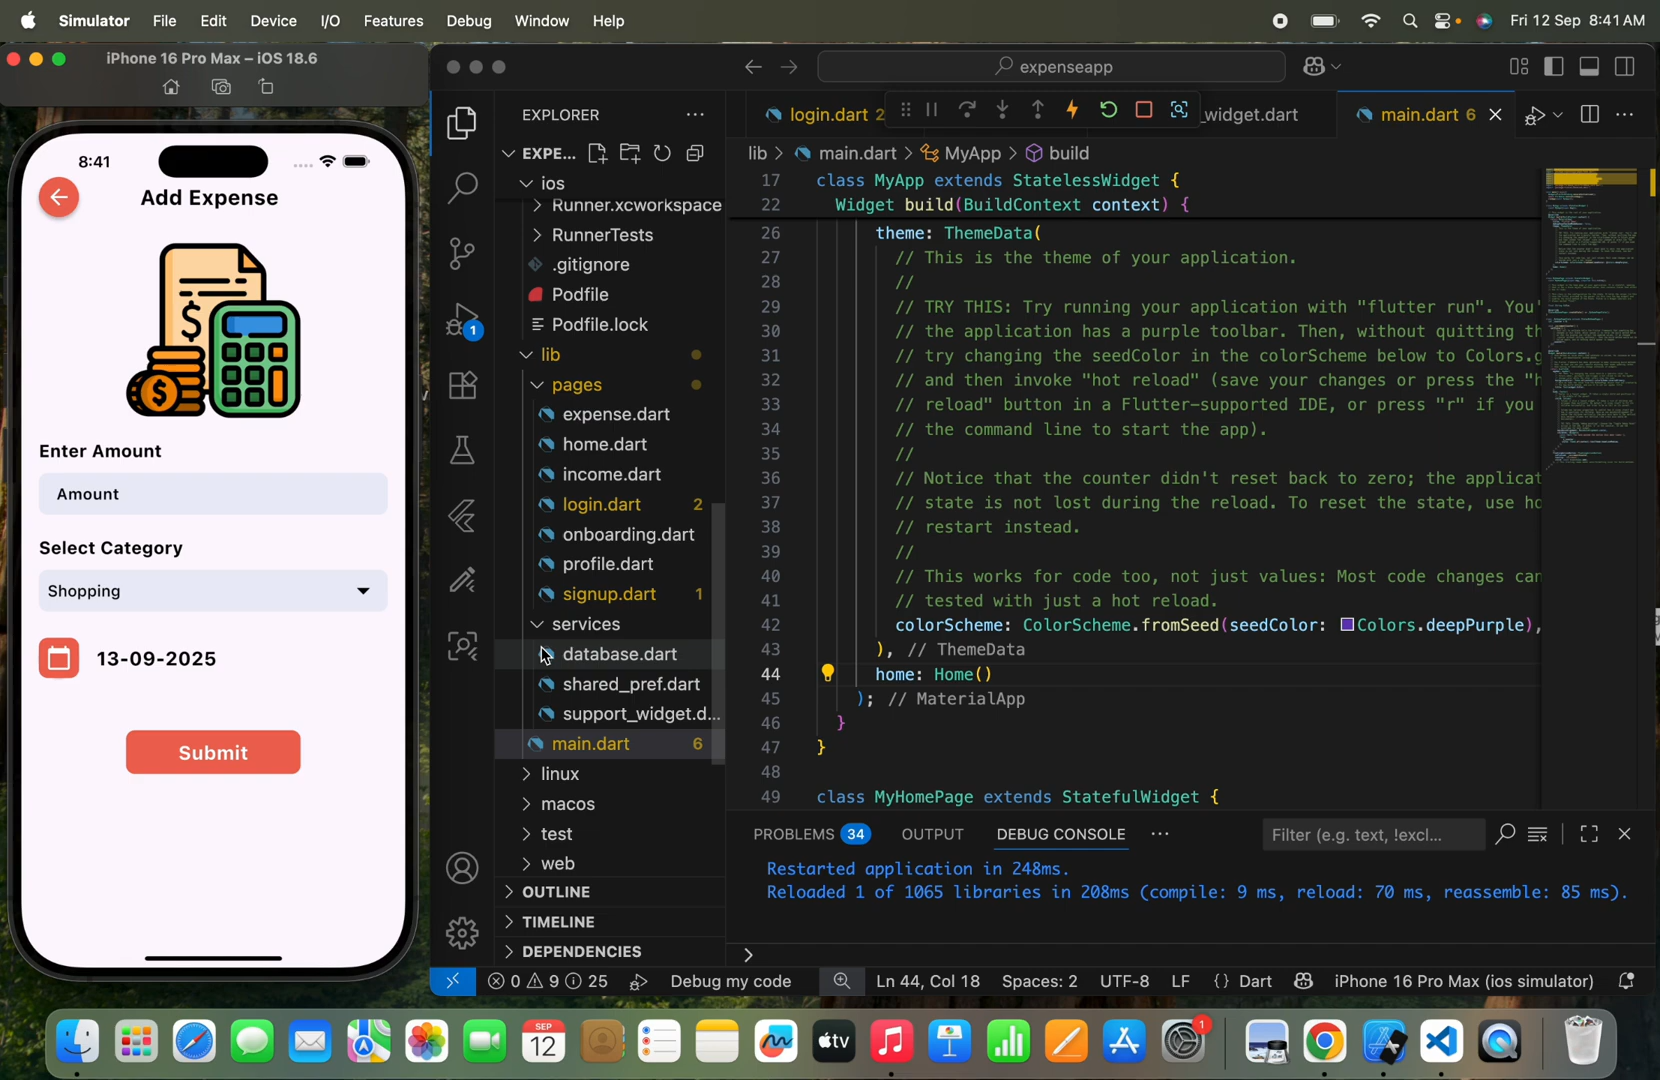 Simulator File Edit Device I/O Features Debug Window Help
Fri 12 Sep 8:41 AM
iPhone 16 Pro Max – iOS 18.6
8:41
Add Expense
$
$
Enter Amount
Amount
Select Category
Shopping
13-09-2025
Submit
expenseapp
EXPLORER
EXPE...
ios
Runner.xcworkspace
RunnerTests
.gitignore
Podfile
Podfile.lock
lib
pages
expense.dart
home.dart
income.dart
login.dart 2
onboarding.dart
profile.dart
signup.dart 1
services
database.dart
shared_pref.dart
support_widget.d...
main.dart 6
linux
macos
test
web
OUTLINE
TIMELINE
DEPENDENCIES
1
login.dart 2
_widget.dart
main.dart 6
lib > main.dart > MyApp > build
17 class MyApp extends StatelessWidget {
22 Widget build(BuildContext context) {
26 theme: ThemeData(
27 // This is the theme of your application.
28 //
29 // TRY THIS: Try running your application with "flutter run". You'
30 // the application has a purple toolbar. Then, without quitting th
31 // try changing the seedColor in the colorScheme below to Colors.g
32 // and then invoke "hot reload" (save your changes or press the "h
33 // reload" button in a Flutter-supported IDE, or press "r" if you
34 // the command line to start the app).
35 //
36 // Notice that the counter didn't reset back to zero; the applicat
37 // state is not lost during the reload. To reset the state, use ho
38 // restart instead.
39 //
40 // This works for code too, not just values: Most code changes can
41 // tested with just a hot reload.
42 colorScheme: ColorScheme.fromSeed(seedColor: Colors.deepPurple),
43 ), // ThemeData
44 home: Home()
45 ); // MaterialApp
46 }
47 }
48
49 class MyHomePage extends StatefulWidget {
PROBLEMS 34 OUTPUT DEBUG CONSOLE ···
Filter (e.g. text, !excl...
Restarted application in 248ms.
Reloaded 1 of 1065 libraries in 208ms (compile: 9 ms, reload: 70 ms, reassemble: 85 ms).
0 9 25 Debug my code Ln 44, Col 18 Spaces: 2 UTF-8 LF {} Dart iPhone 16 Pro Max (ios simulator)
SEP
12
tv
1